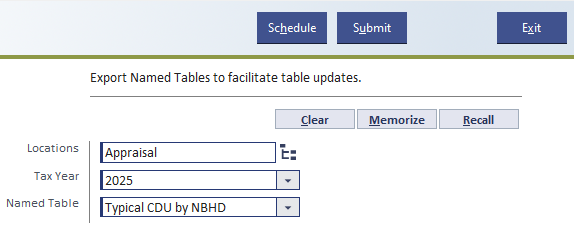 Schedule Submit Exit
Export Named Tables to facilitate table updates.
Clear Memorize Recall
Locations Appraisal
Tax Year 2025
Named Table Typical CDU by NBHD